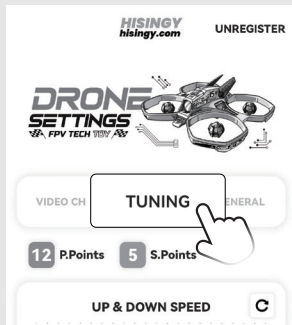 HISINGY
hisingy.com
UNREGISTER
DRONE
SETTINGS
FPV TECH TOY
VIDEO CH
TUNING
ENERAL
12 P.Points 5 S.Points
UP & DOWN SPEED